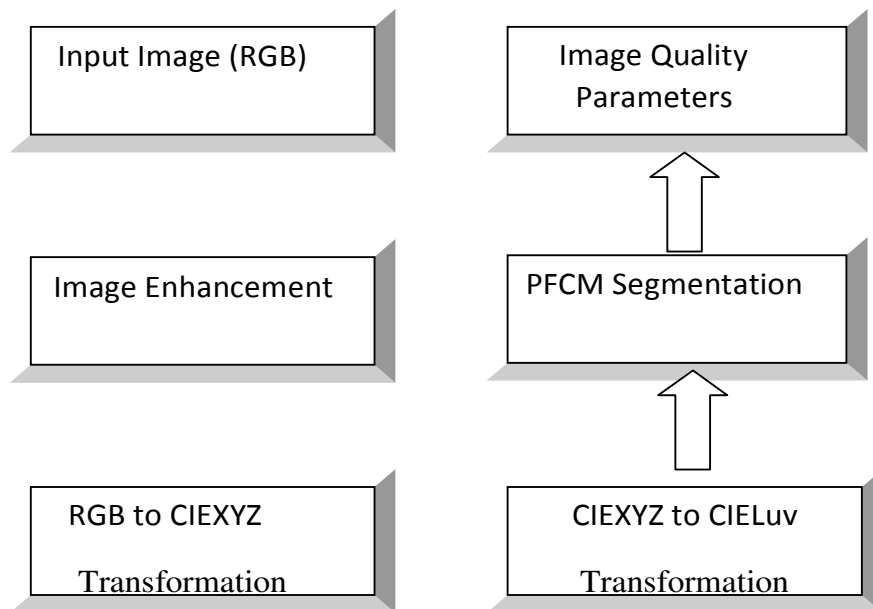 Input Image (RGB)
Image Enhancement
RGB to CIEXYZ
Transformation
Image Quality
Parameters
PFCM Segmentation
CIEXYZ to CIELuv
Transformation